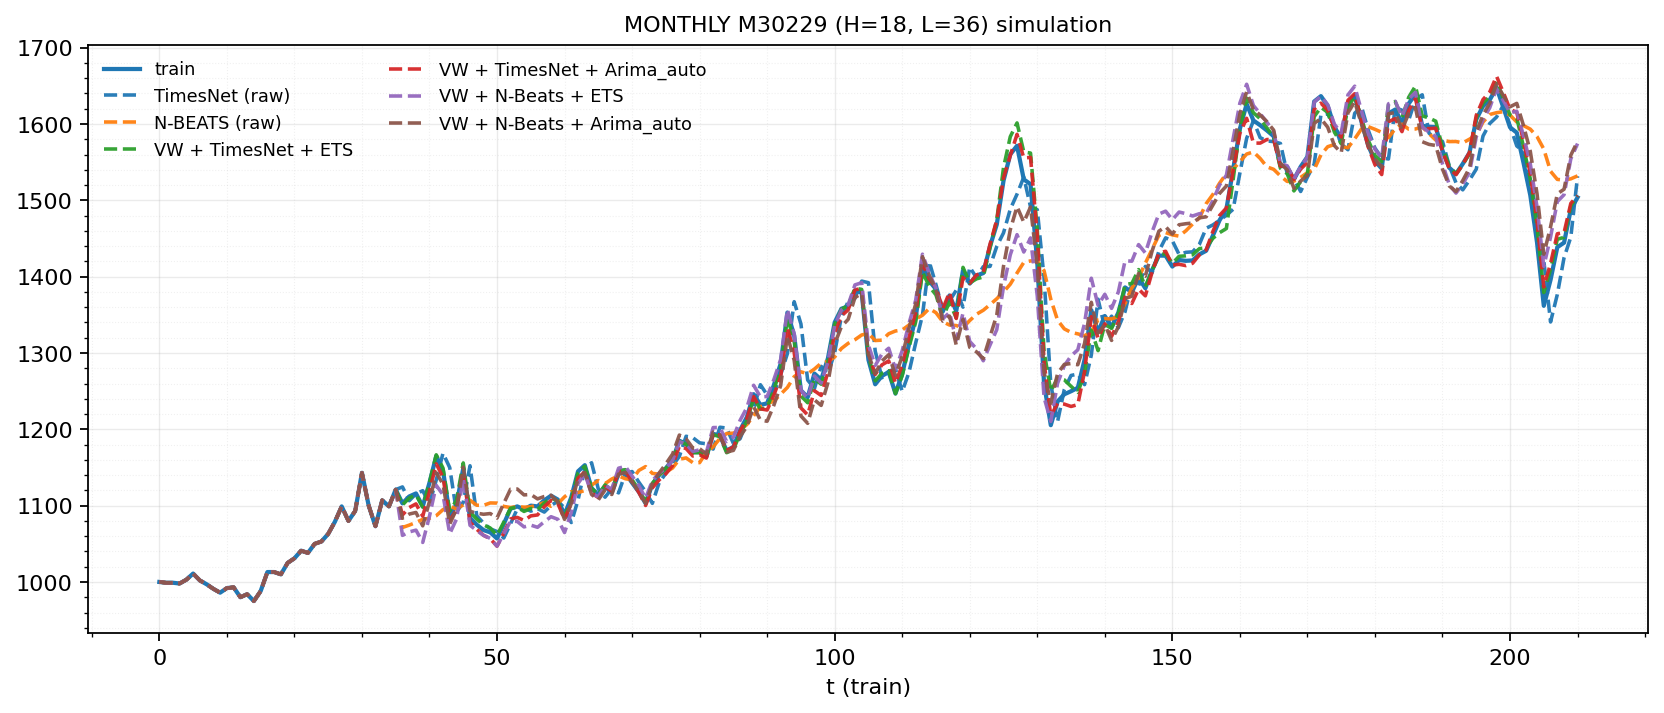 MONTHLY M30229 (H=18, L=36) simulation
1700
1600
1500
1400
1300
1200
1100
1000
train
TimesNet (raw)
N-BEATS (raw)
VW + TimesNet + ETS
VW + TimesNet + Arima_auto
VW + N-Beats + ETS
VW + N-Beats + Arima_auto
0 50 100 150 200
t (train)